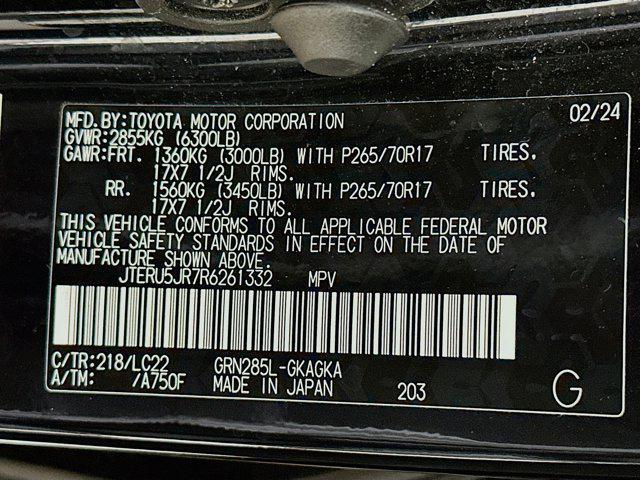 MFD.BY:TOYOTA MOTOR CORPORATION 02/24
GVWR:2855KG (6300LB)
GAWR:FRT. 1360KG (3000LB) WITH P265/70R17 TIRES.
17X7 1/2J RIMS.
RR. 1560KG (3450LB) WITH P265/70R17 TIRES.
17X7 1/2J RIMS.
THIS VEHICLE CONFORMS TO ALL APPLICABLE FEDERAL MOTOR
VEHICLE SAFETY STANDARDS IN EFFECT ON THE DATE OF
MANUFACTURE SHOWN ABOVE.
JTERU5JR7R6261332 MPV
C/TR:218/LC22 GRN285L-GKAGKA
A/TM: /A750F MADE IN JAPAN 203 G